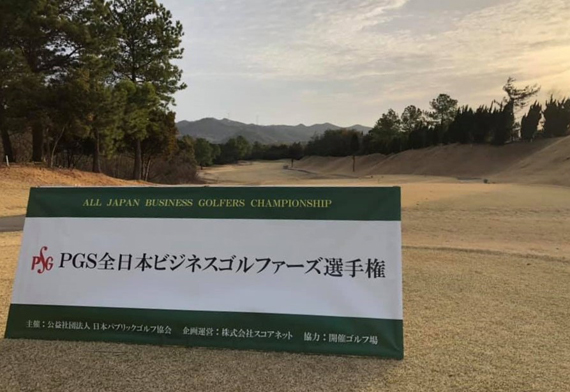 ALL JAPAN BUSINESS GOLFERS CHAMPIONSHIP
PSG PGS全日本ビジネスゴルファーズ選手権
主催：公益社団法人 日本パブリックゴルフ協会 企画運営：株式会社スコアネット 協力：開催ゴルフ場